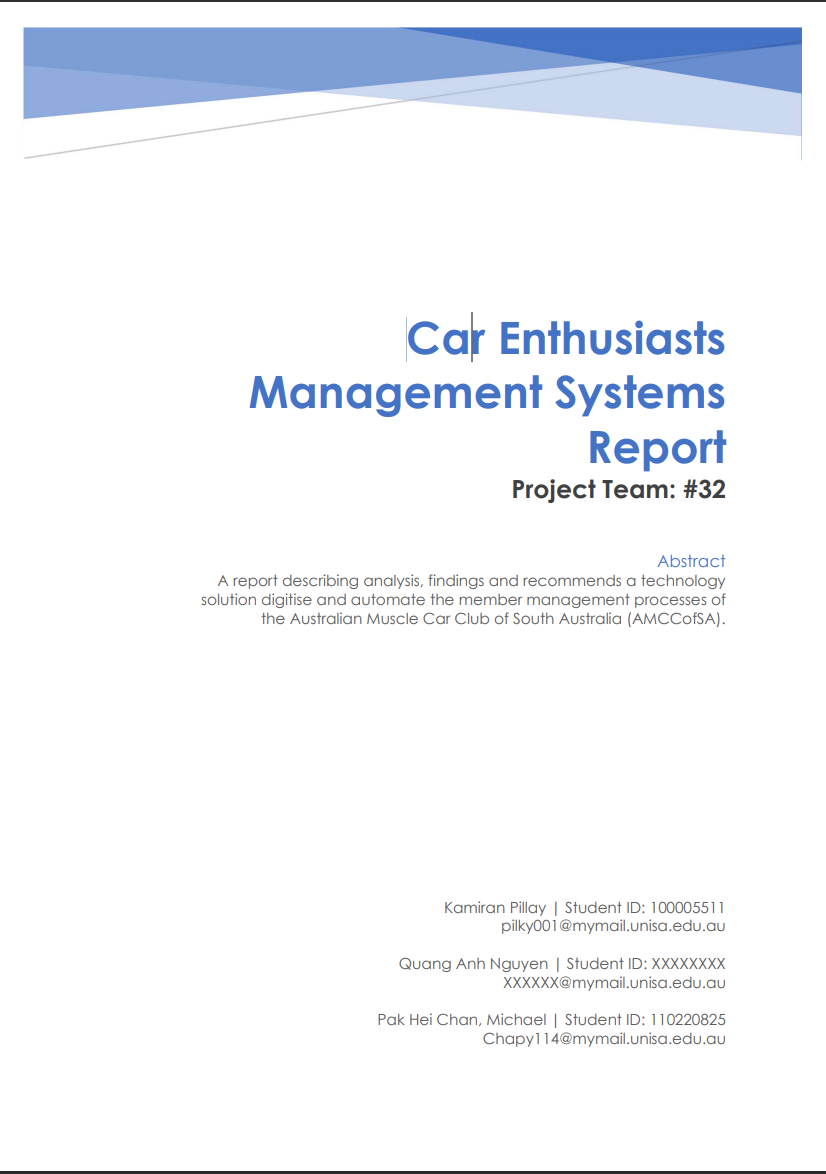 Car Enthusiasts
Management Systems
Report
Project Team: #32
Abstract
A report describing analysis, findings and recommends a technology
solution digitise and automate the member management processes of
the Australian Muscle Car Club of South Australia (AMCCofSA).
Kamiran Pillay | Student ID: 100005511
pilky001@mymail.unisa.edu.au
Quang Anh Nguyen | Student ID: XXXXXXXX
XXXXXX@mymail.unisa.edu.au
Pak Hei Chan, Michael | Student ID: 110220825
Chapy114@mymail.unisa.edu.au